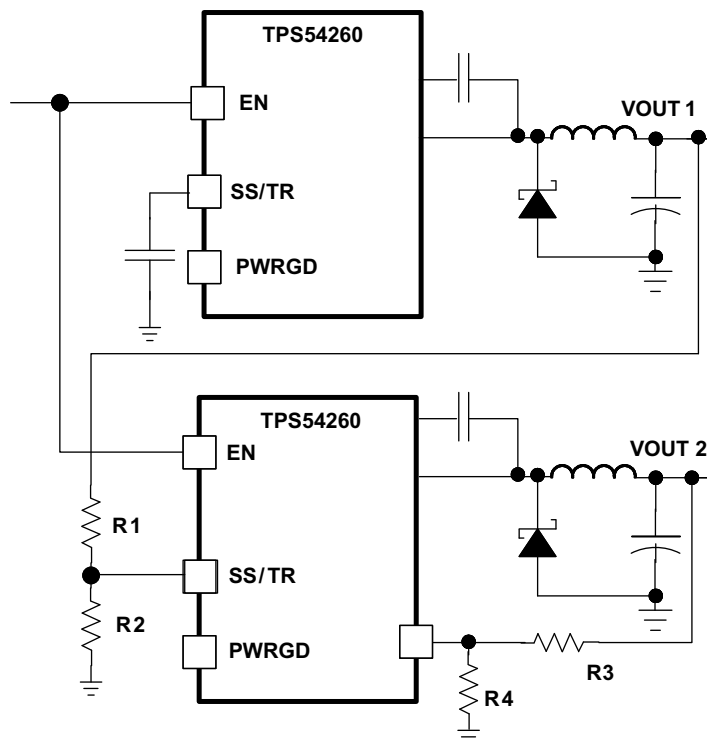 TPS54260
EN
VOUT 1
SS/TR
PWRGD
TPS54260
EN
VOUT 2
R1
SS/TR
R2
PWRGD
R3
R4